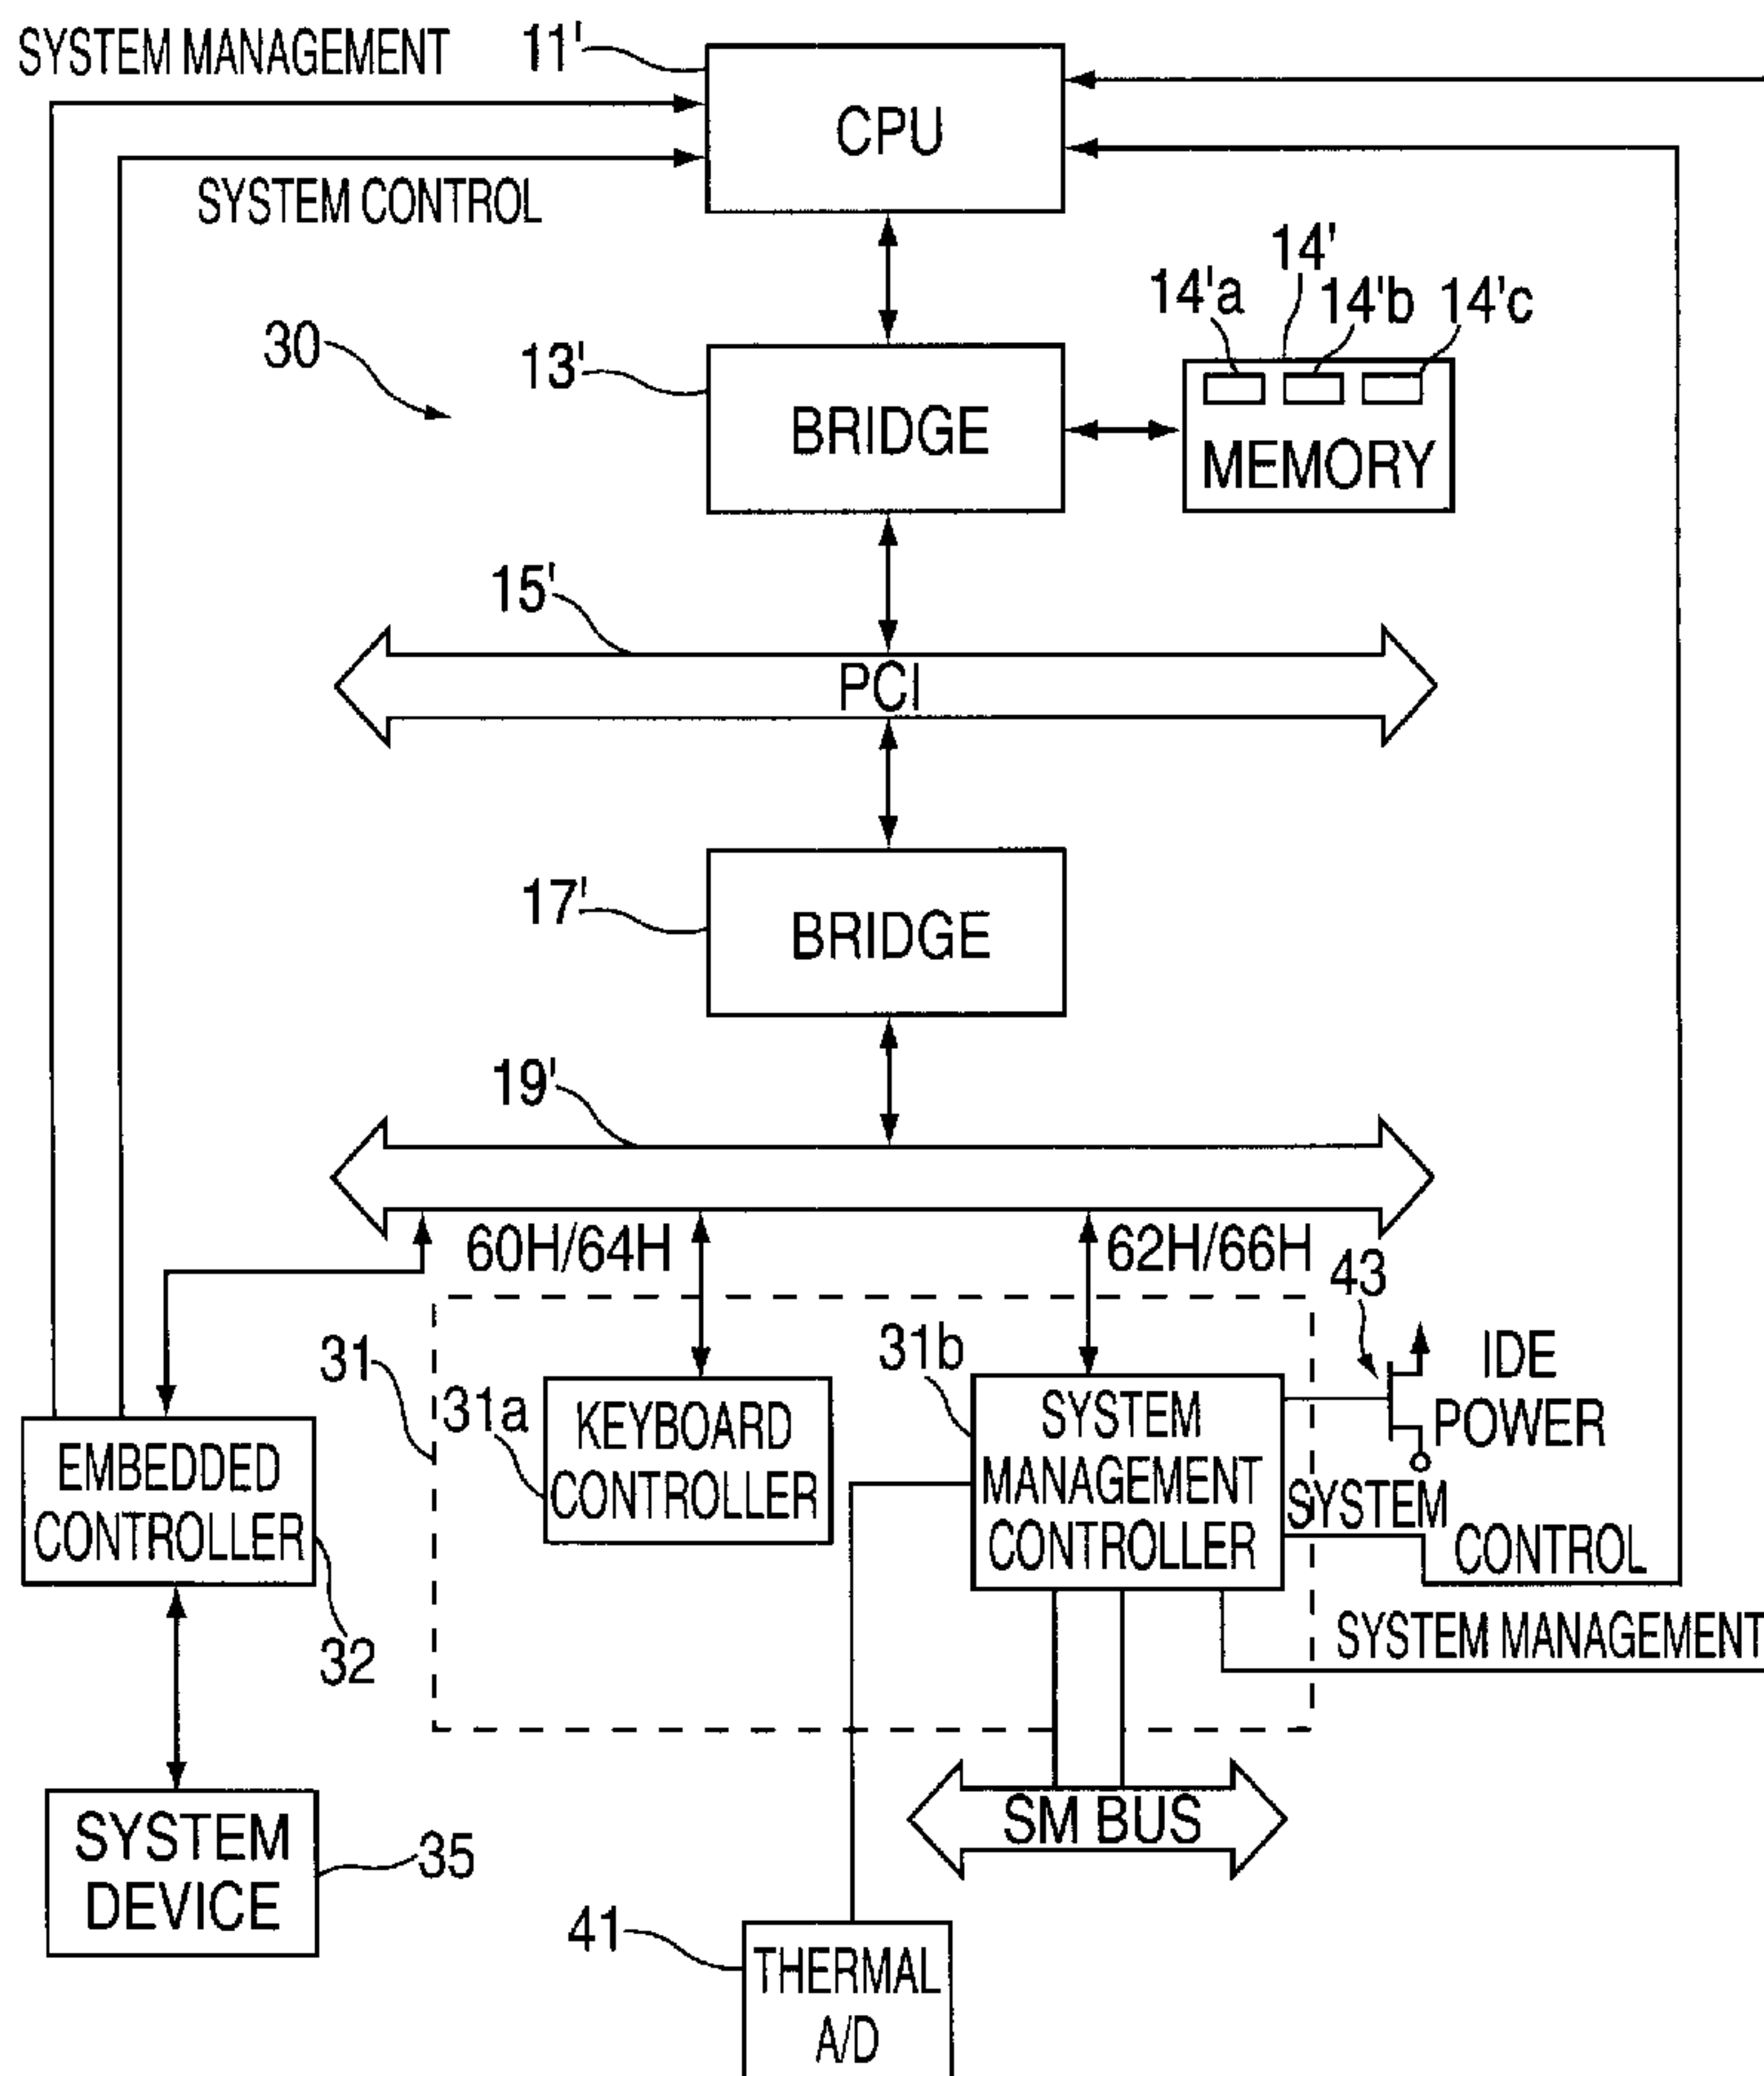 SYSTEM MANAGEMENT
11'
CPU
SYSTEM CONTROL
14'
14'a
14'b
14'c
30
13'
BRIDGE
MEMORY
15'
PCI
17'
BRIDGE
19'
60H/64H
62H/66H
43
31
31a
31b
IDE
POWER
KEYBOARD
CONTROLLER
SYSTEM
MANAGEMENT
CONTROLLER
EMBEDDED
CONTROLLER
SYSTEM
CONTROL
32
SYSTEM MANAGEMENT
SM BUS
SYSTEM
DEVICE
35
41
THERMAL
A/D